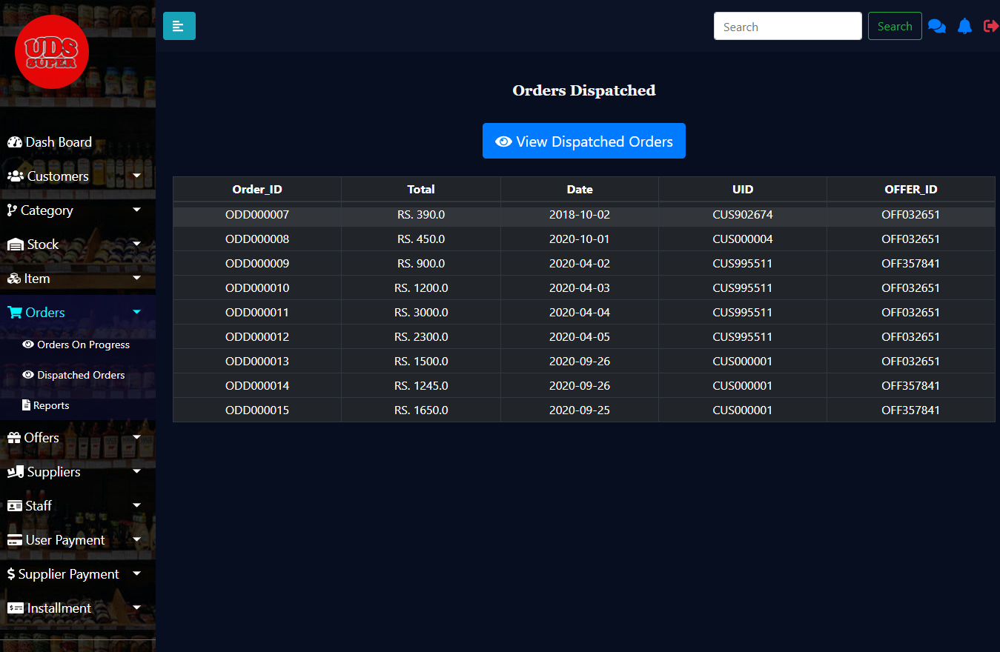 UDS
SUPER
Search
Search
Dash Board
Customers
Category
Stock
Item
Orders
Orders On Progress
Dispatched Orders
Reports
Offers
Suppliers
Staff
User Payment
Supplier Payment
Installment
Orders Dispatched
View Dispatched Orders
Order_ID Total Date UID OFFER_ID
ODD000007 RS. 390.0 2018-10-02 CUS902674 OFF032651
ODD000008 RS. 450.0 2020-10-01 CUS000004 OFF032651
ODD000009 RS. 900.0 2020-04-02 CUS995511 OFF357841
ODD000010 RS. 1200.0 2020-04-03 CUS995511 OFF032651
ODD000011 RS. 3000.0 2020-04-04 CUS995511 OFF032651
ODD000012 RS. 2300.0 2020-04-05 CUS995511 OFF032651
ODD000013 RS. 1500.0 2020-09-26 CUS000001 OFF032651
ODD000014 RS. 1245.0 2020-09-26 CUS000001 OFF357841
ODD000015 RS. 1650.0 2020-09-25 CUS000001 OFF357841